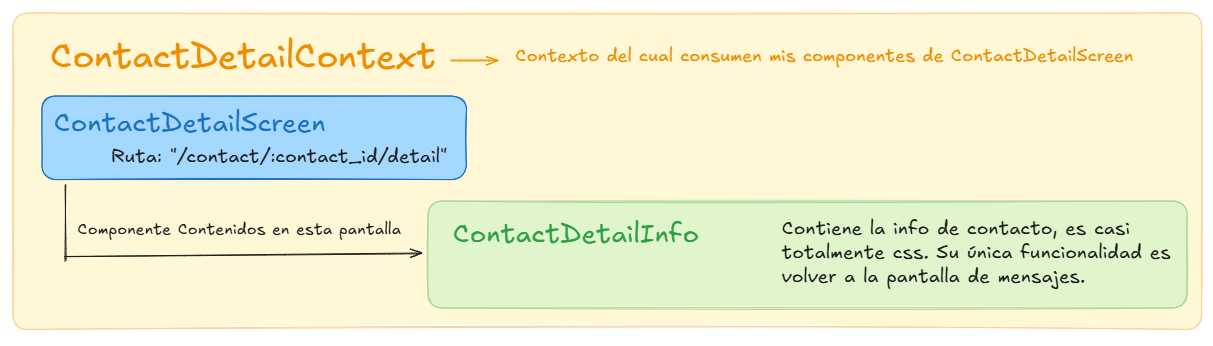 ContactDetailContext
Contexto del cual consumen mis componentes de ContactDetailScreen
ContactDetailScreen
Ruta: "/contact/:contact_id/detail"
Componente Contenidos en esta pantalla
ContactDetailInfo
Contiene la info de contacto, es casi
totalmente css. Su única funcionalidad es
volver a la pantalla de mensajes.